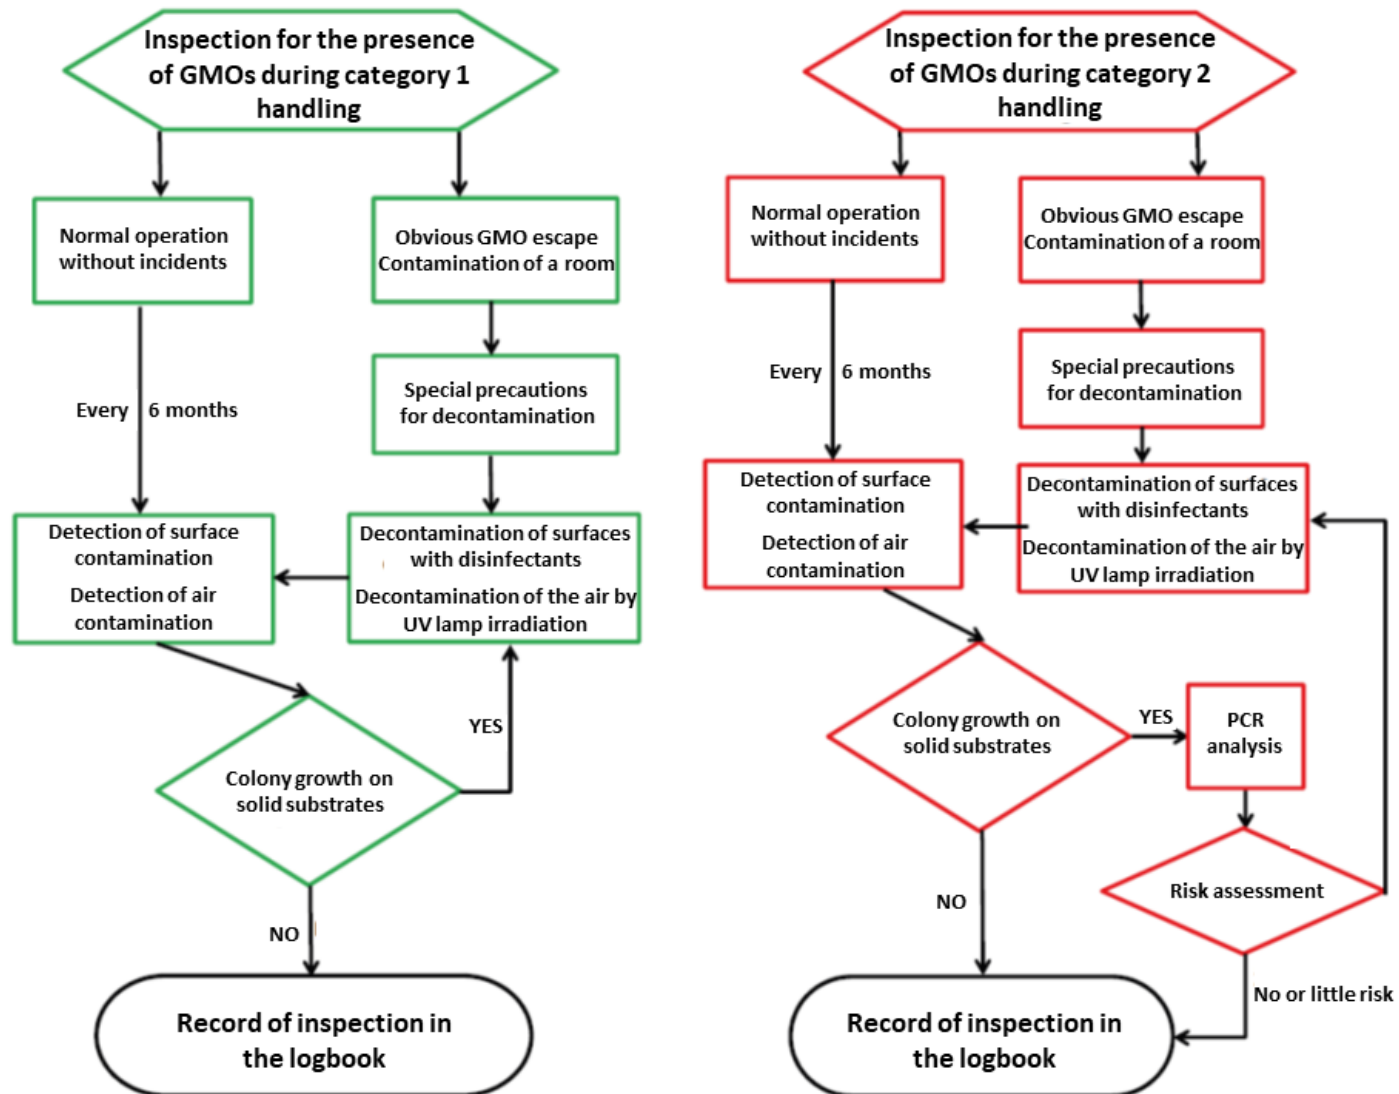 Inspection for the presence
of GMOs during category 1
handling
Normal operation
without incidents
Obvious GMO escape
Contamination of a room
Special precautions
for decontamination
Every 6 months
Detection of surface
contamination
Detection of air
contamination
Decontamination of surfaces
with disinfectants
Decontamination of the air by
UV lamp irradiation
YES
Colony growth on
solid substrates
NO
Record of inspection in
the logbook
Inspection for the presence
of GMOs during category 2
handling
Normal operation
without incidents
Obvious GMO escape
Contamination of a room
Every 6 months
Special precautions
for decontamination
Detection of surface
contamination
Detection of air
contamination
Decontamination of surfaces
with disinfectants
Decontamination of the air by
UV lamp irradiation
Colony growth on
solid substrates
YES
PCR
analysis
Risk assessment
NO
No or little risk
Record of inspection in
the logbook